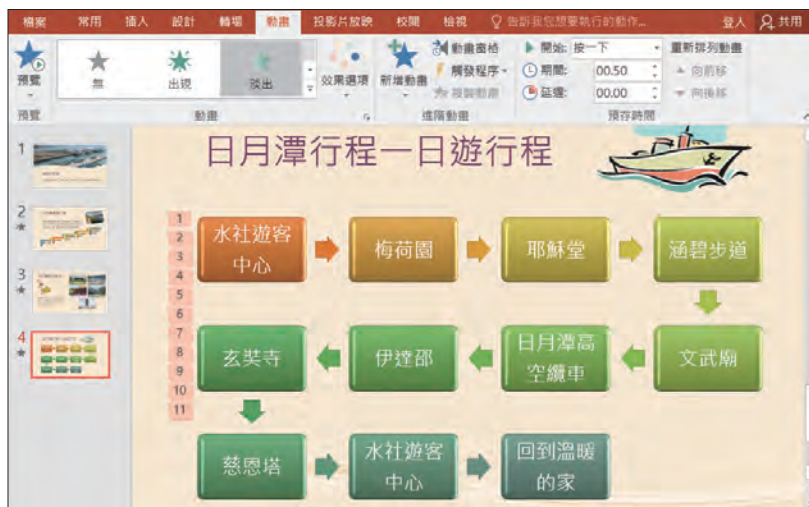 檔案 常用 插入 設計 轉場 動畫 投影片放映 校閱 檢視 告訴我您想要執行的動作... 登入 共用
預覽
無
出現
淡出
效果選項
新增動畫
動畫窗格
觸發程序
複製動畫
開始: 按一下
期間: 00.50
延遲: 00.00
重新排列動畫
向前移
向後移
預覽 動畫 進階動畫 預存時間
1
2
3
4
日月潭行程一日遊行程
1
2
3
4
5
6
7
8
9
10
11
水社遊客
中心
梅荷園
耶穌堂
涵碧步道
玄奘寺
伊達邵
日月潭高
空纜車
文武廟
慈恩塔
水社遊客
中心
回到溫暖
的家